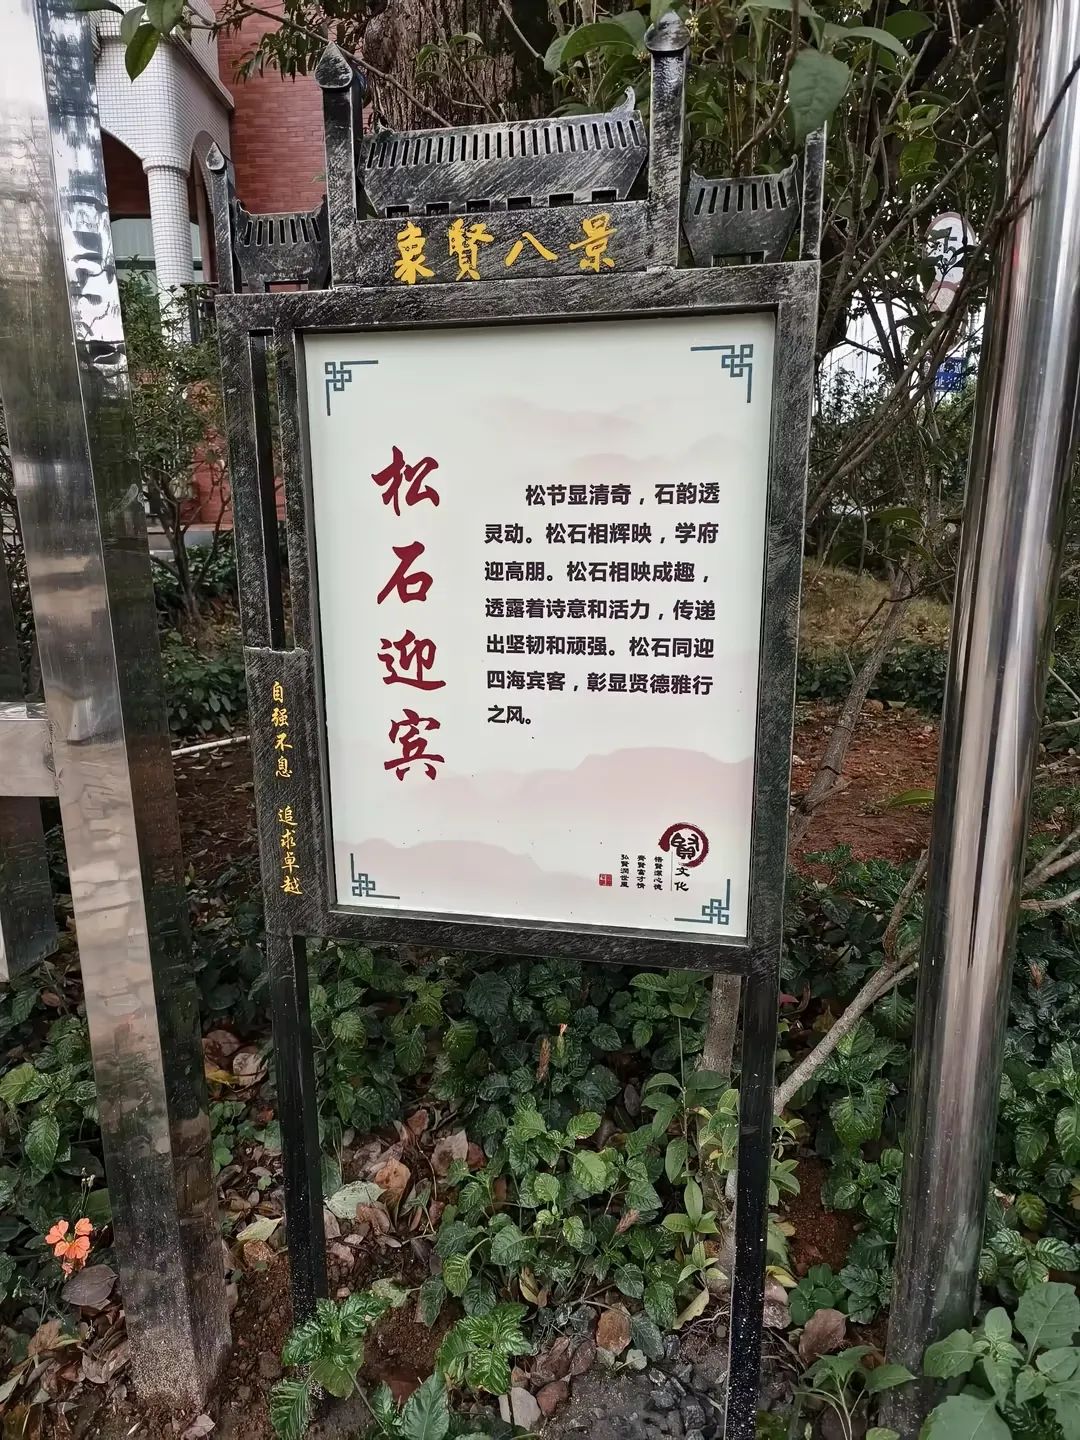 東賢八景
松石迎宾
松节显清奇，石韵透
灵动。松石相辉映，学府
迎高朋。松石相映成趣，
透露着诗意和活力，传递
出坚韧和顽强。松石同迎
四海宾客，彰显贤德雅行
之风。
自强不息 追求卓越
賢
文化